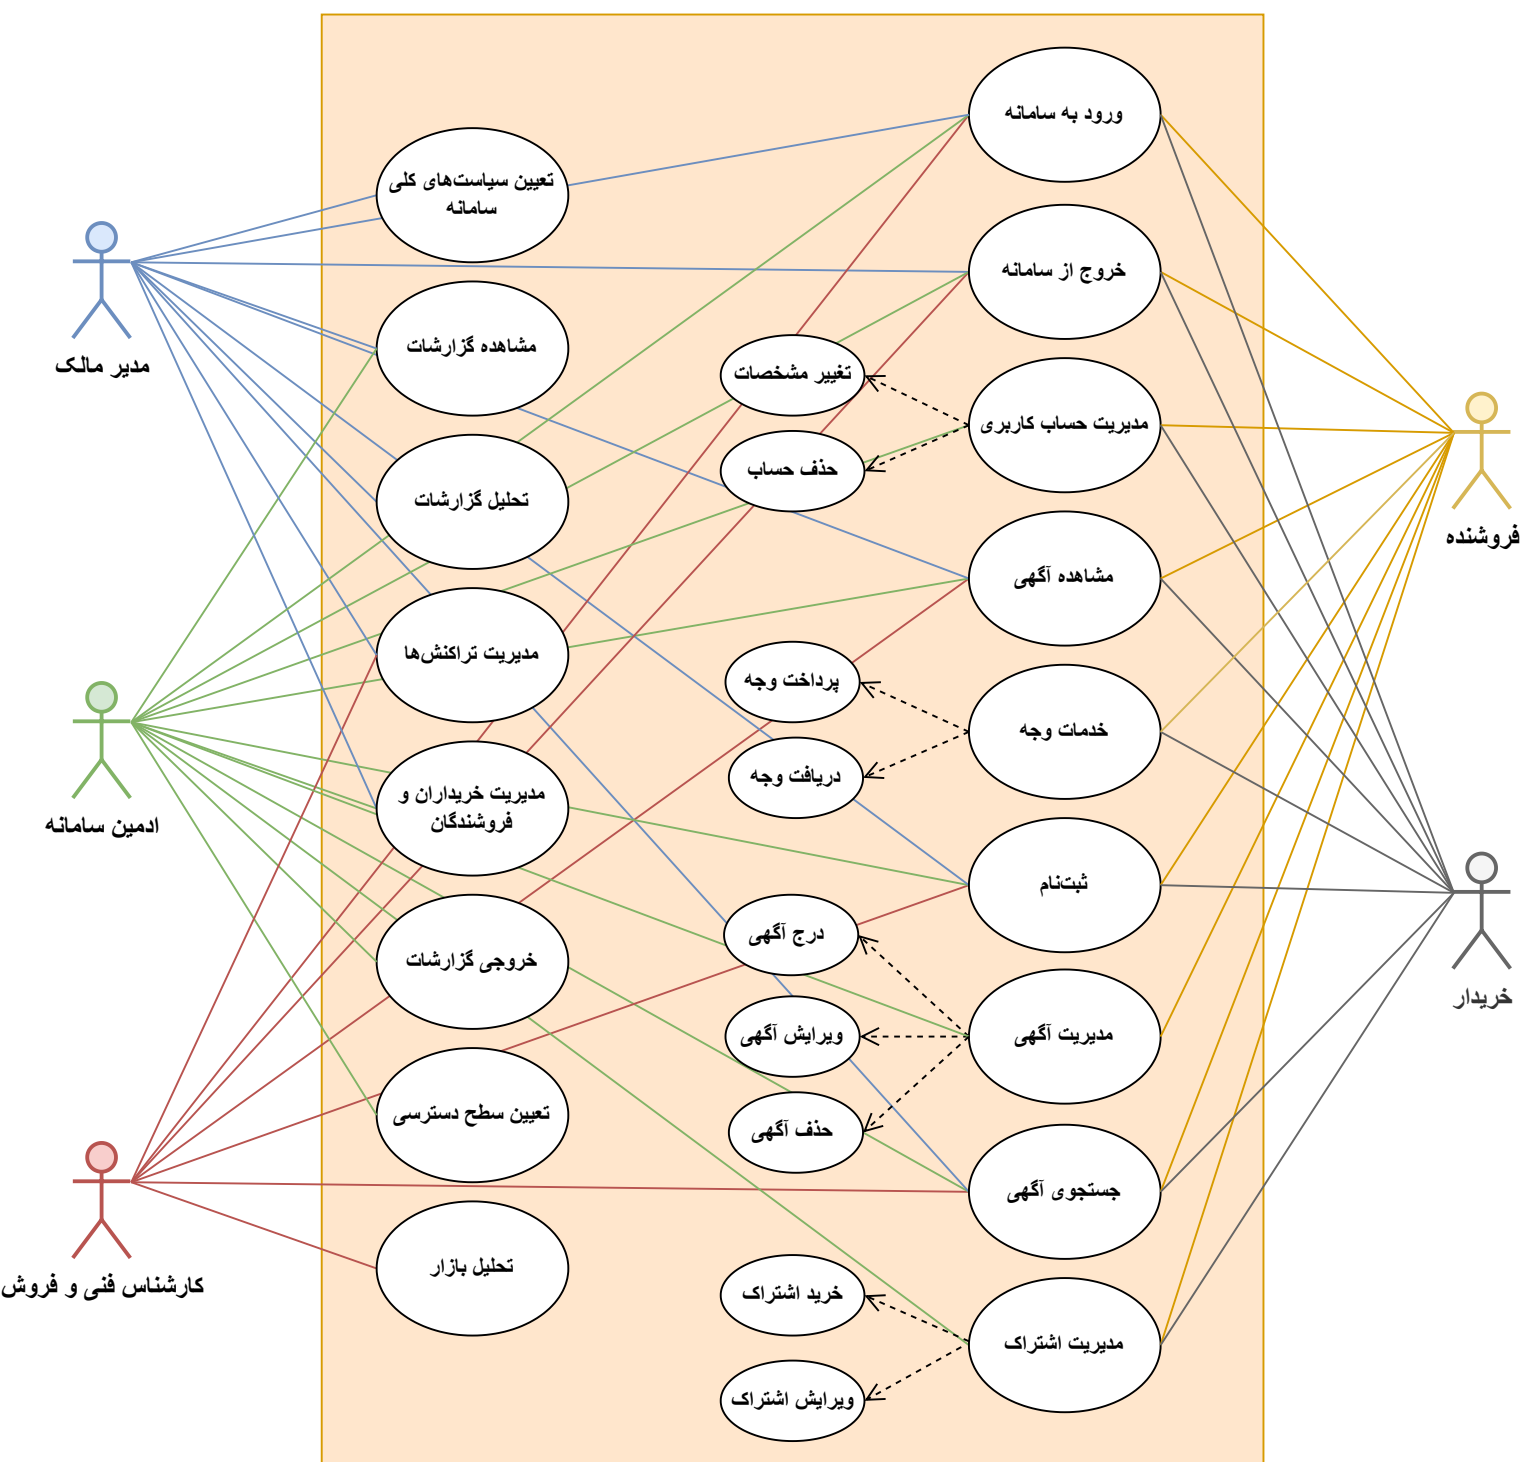 ورود به سامانه
تعیین سیاست‌های کلی
سامانه
خروج از سامانه
مشاهده گزارشات
مدیر مالک
تغییر مشخصات
مدیریت حساب کاربری
حذف حساب
تحلیل گزارشات
فروشنده
مشاهده آگهی
مدیریت تراکنش‌ها
پرداخت وجه
خدمات وجه
دریافت وجه
مدیریت خریداران و
فروشندگان
ادمین سامانه
ثبت‌نام
درج آگهی
خروجی گزارشات
خریدار
ویرایش آگهی
مدیریت آگهی
تعیین سطح دسترسی
حذف آگهی
جستجوی آگهی
تحلیل بازار
کارشناس فنی و فروش
خرید اشتراک
مدیریت اشتراک
ویرایش اشتراک